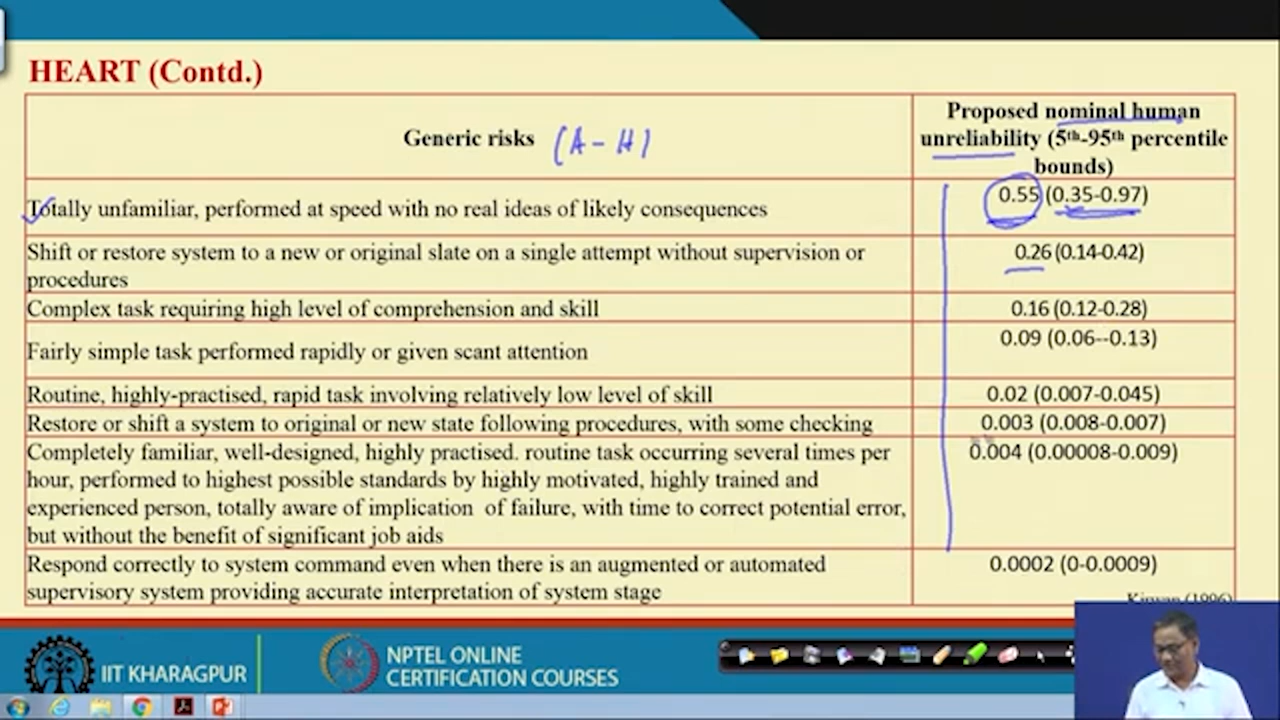 HEART (Contd.)
Generic risks (A-H)
Proposed nominal human
unreliability (5th-95th percentile
bounds)
Totally unfamiliar, performed at speed with no real ideas of likely consequences
0.55 (0.35-0.97)
Shift or restore system to a new or original slate on a single attempt without supervision or
procedures
0.26 (0.14-0.42)
Complex task requiring high level of comprehension and skill
0.16 (0.12-0.28)
Fairly simple task performed rapidly or given scant attention
0.09 (0.06--0.13)
Routine, highly-practised, rapid task involving relatively low level of skill
0.02 (0.007-0.045)
Restore or shift a system to original or new state following procedures, with some checking
0.003 (0.008-0.007)
Completely familiar, well-designed, highly practised. routine task occurring several times per
hour, performed to highest possible standards by highly motivated, highly trained and
experienced person, totally aware of implication of failure, with time to correct potential error,
but without the benefit of significant job aids
0.004 (0.00008-0.009)
Respond correctly to system command even when there is an augmented or automated
supervisory system providing accurate interpretation of system stage
0.0002 (0-0.0009)
Kirwan (1996)
IIT KHARAGPUR
NPTEL ONLINE
CERTIFICATION COURSES